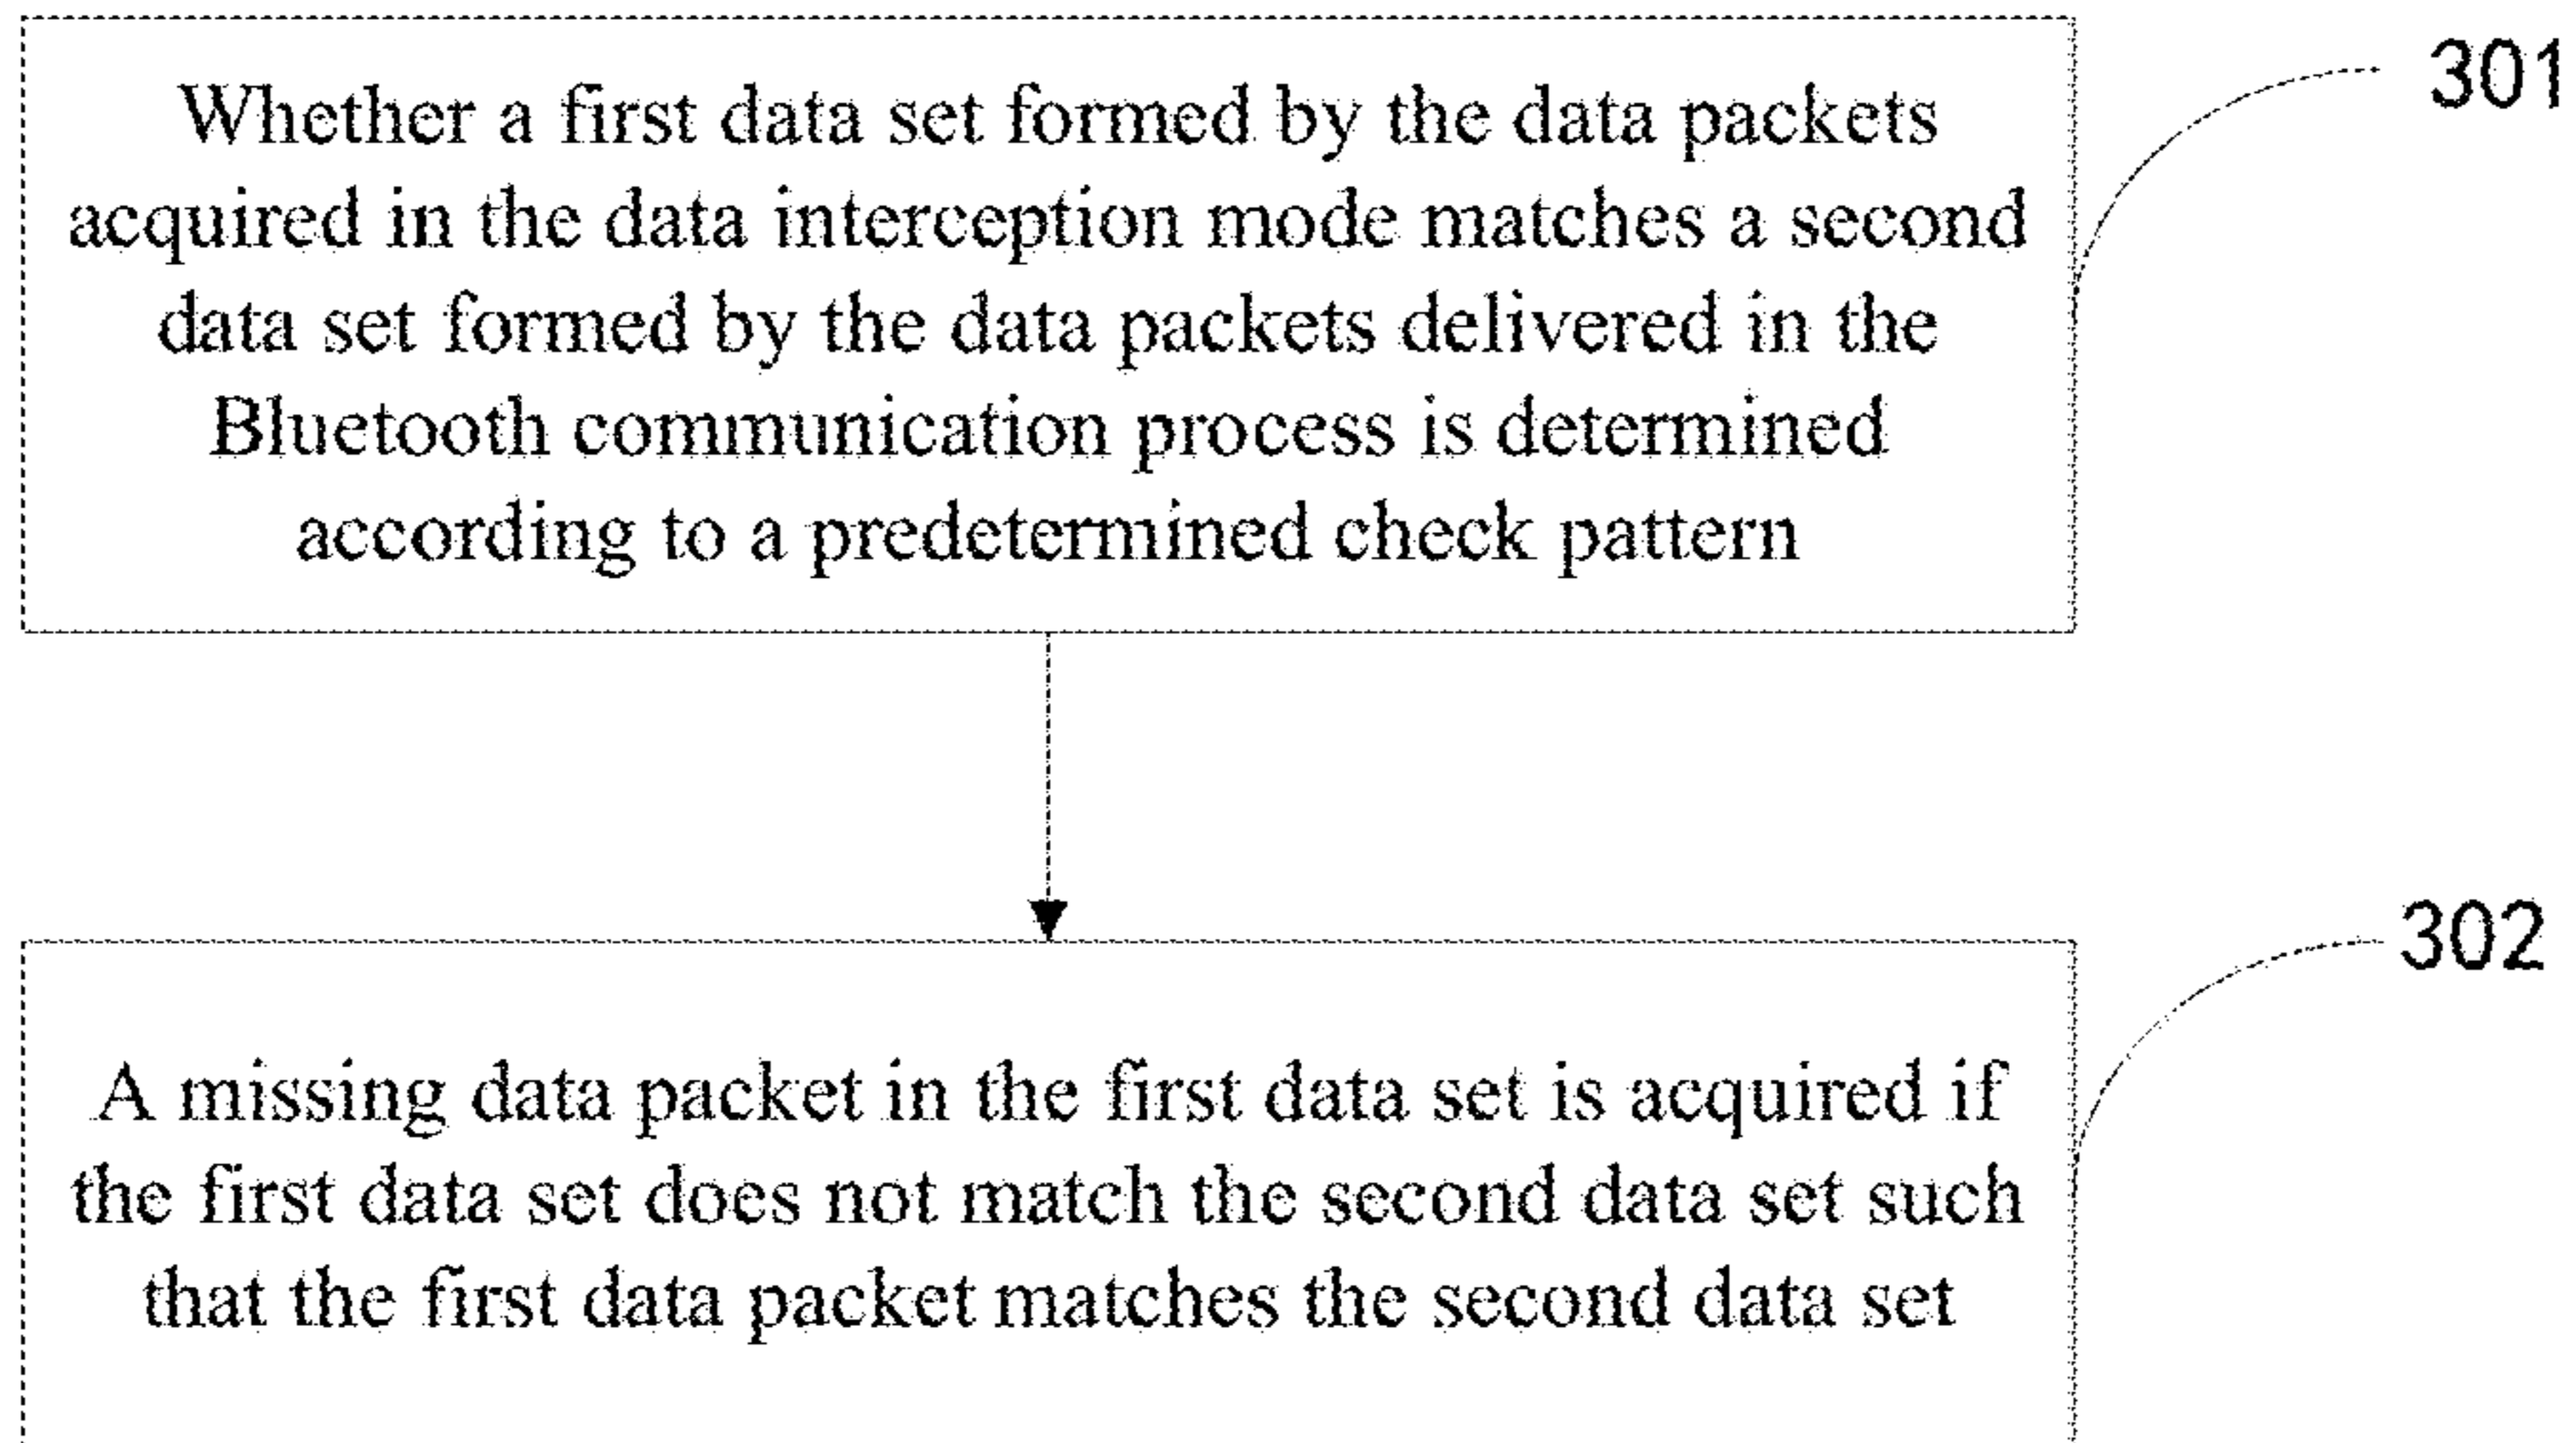 Whether a first data set formed by the data packets
acquired in the data interception mode matches a second
data set formed by the data packets delivered in the
Bluetooth communication process is determined
according to a predetermined check pattern
301
A missing data packet in the first data set is acquired if
the first data set does not match the second data set such
that the first data packet matches the second data set
302